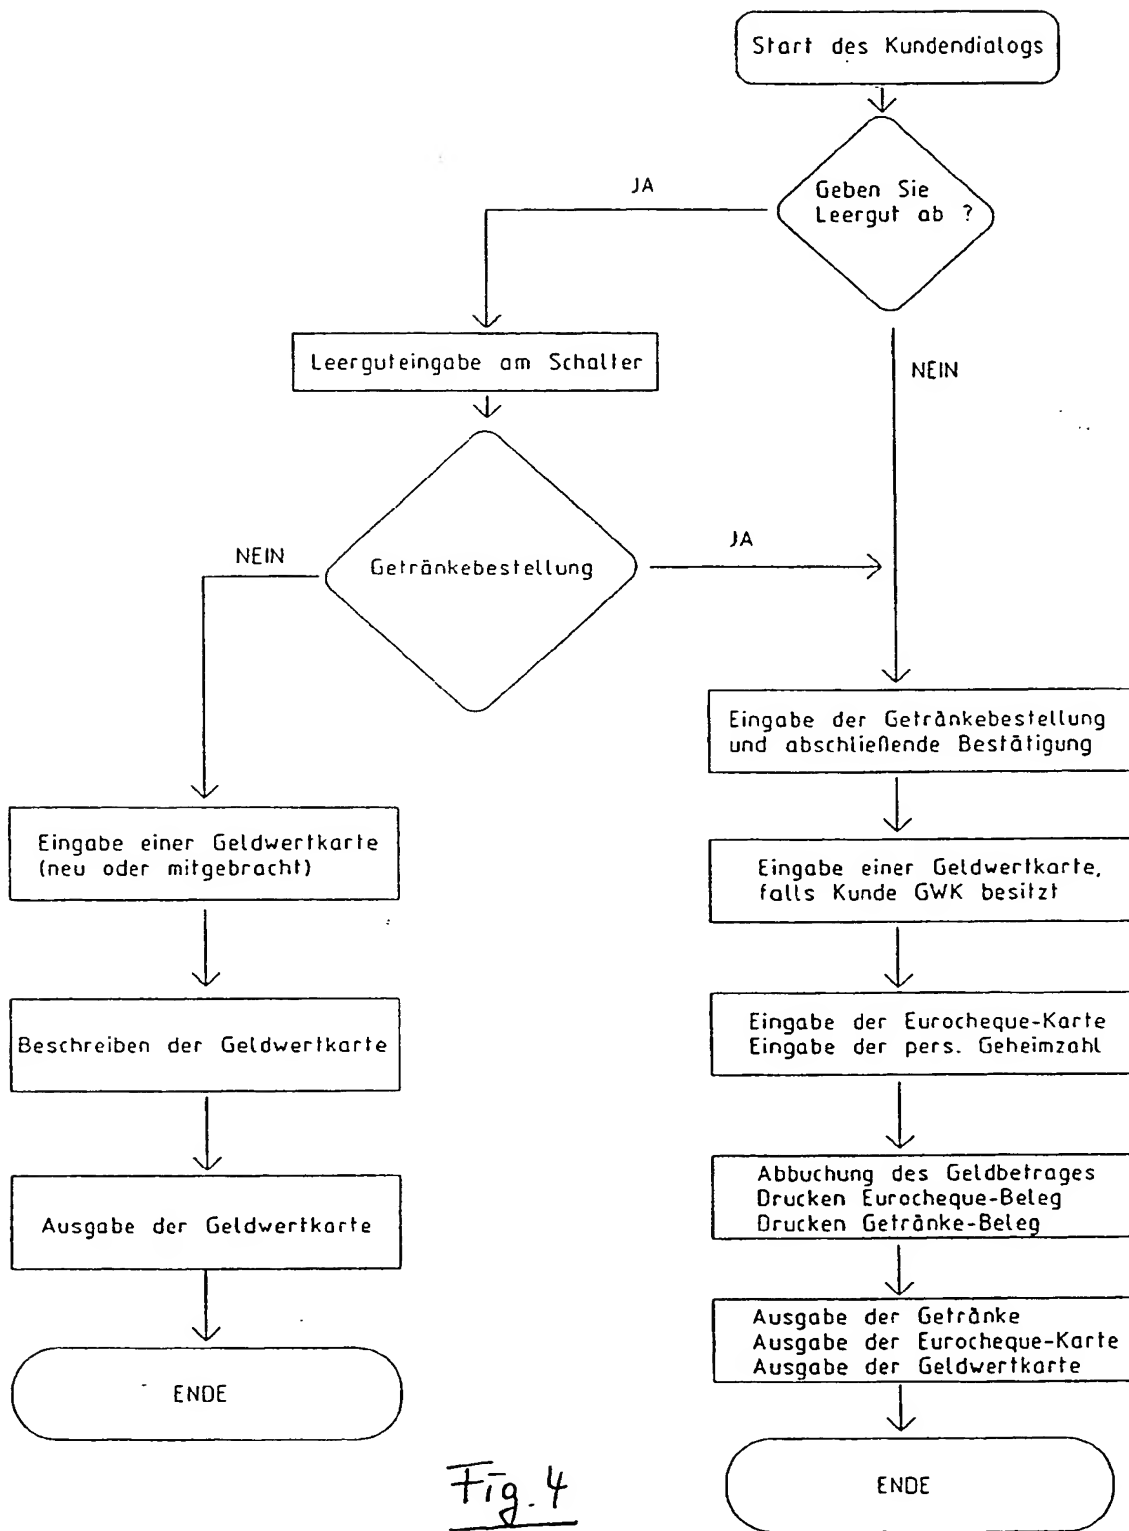 Start des Kundendialogs
Geben Sie
Leergut ab ?
JA
NEIN
Leerguteingabe am Schalter
Getränkebestellung
NEIN
JA
Eingabe der Getränkebestellung
und abschließende Bestätigung
Eingabe einer Geldwertkarte
(neu oder mitgebracht)
Eingabe einer Geldwertkarte,
falls Kunde GWK besitzt
Beschreiben der Geldwertkarte
Eingabe der Eurocheque-Karte
Eingabe der pers. Geheimzahl
Ausgabe der Geldwertkarte
Abbuchung des Geldbetrages
Drucken Eurocheque-Beleg
Drucken Getränke-Beleg
Ausgabe der Getränke
Ausgabe der Eurocheque-Karte
Ausgabe der Geldwertkarte
ENDE
ENDE
Fig. 4